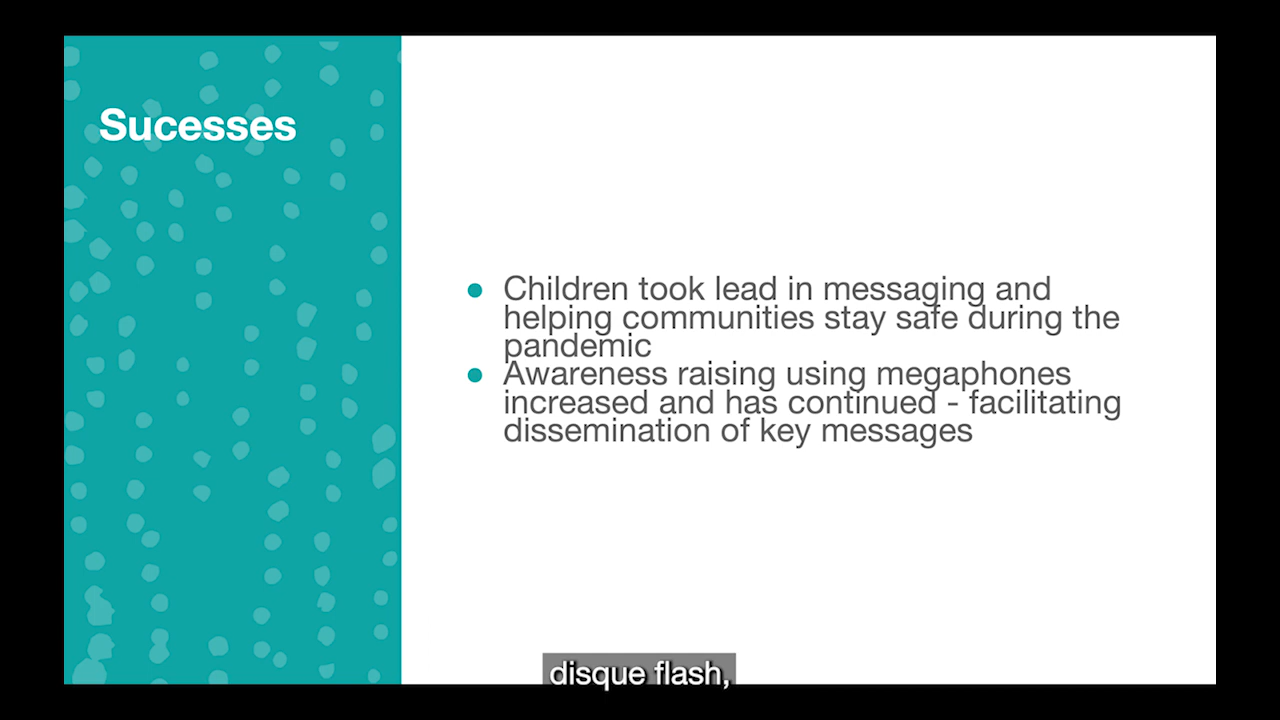 Sucesses
● Children took lead in messaging and
helping communities stay safe during the
pandemic
● Awareness raising using megaphones
increased and has continued - facilitating
dissemination of key messages
disque flash,